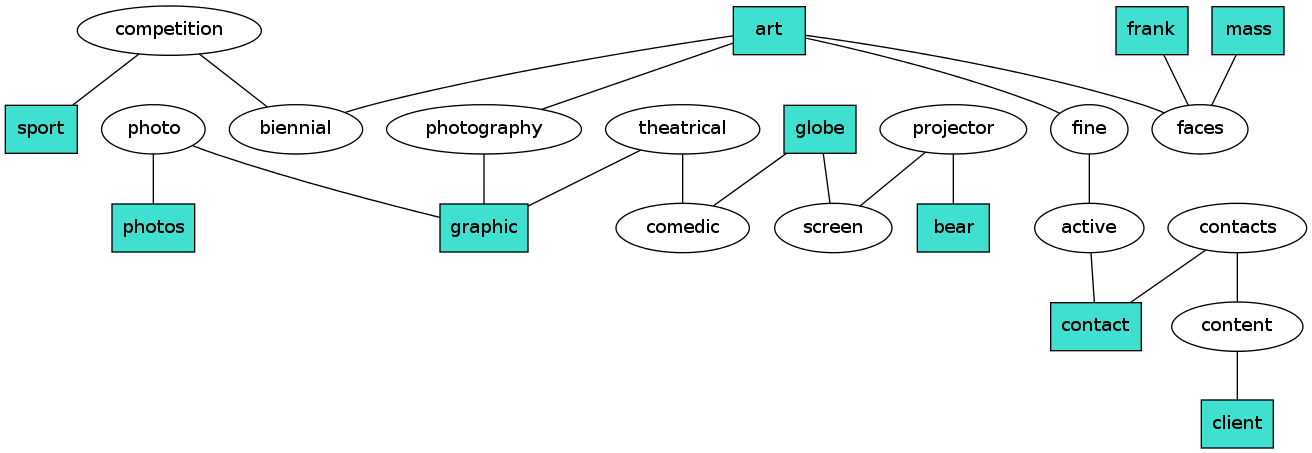 competition
art
frank
mass
sport
photo
biennial
photography
theatrical
globe
projector
fine
faces
photos
graphic
comedic
screen
bear
active
contacts
contact
content
client